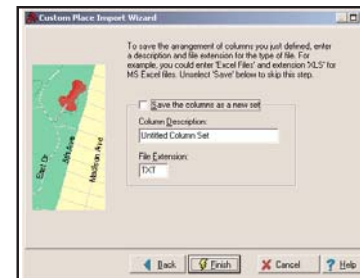 Custom Place Import Wizard
To save the arrangement of columns you just defined, enter
a description and file extension for the type of file. For
example, you could enter 'Excel Files' and extension 'XLS' for
MS Excel files. Unselect 'Save' below to skip this step.
Save the columns as a new set
Column Description:
Untitled Column Set
File Extension:
TXT
East Dr
5th Ave
Madison Ave
Back
Finish
Cancel
Help